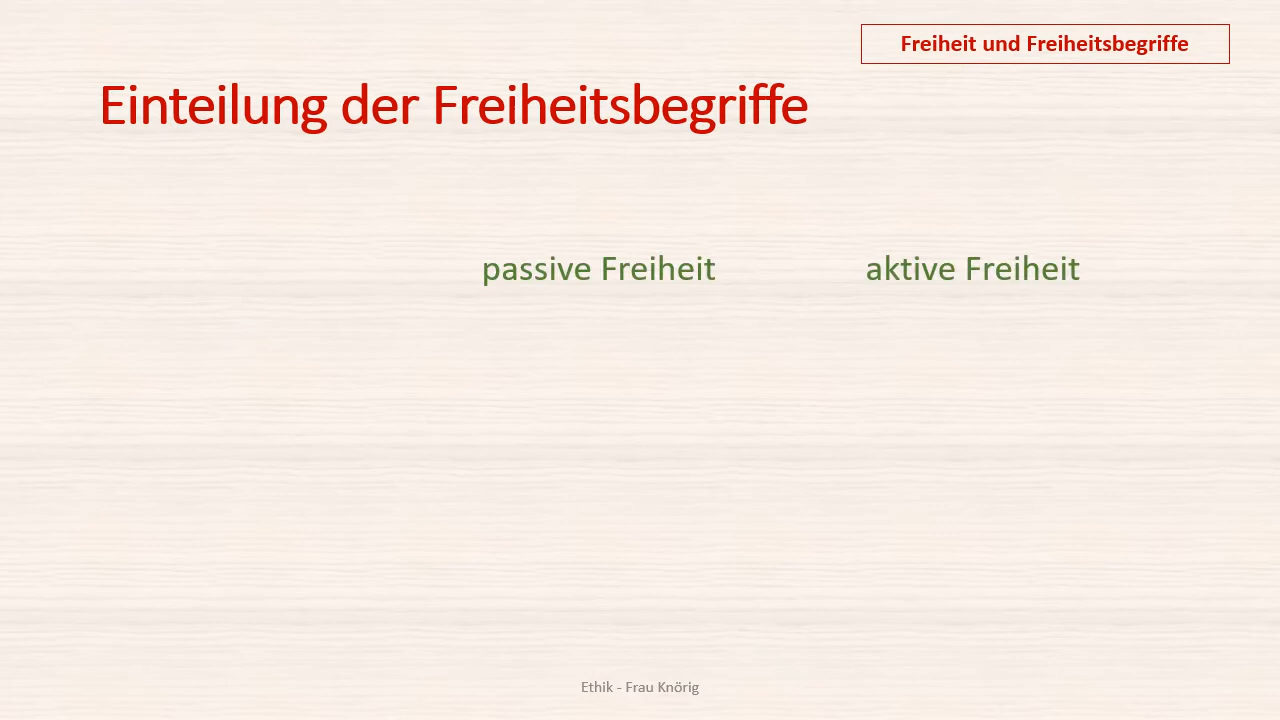 Freiheit und Freiheitsbegriffe
Einteilung der Freiheitsbegriffe
passive Freiheit
aktive Freiheit
Ethik - Frau Knörig